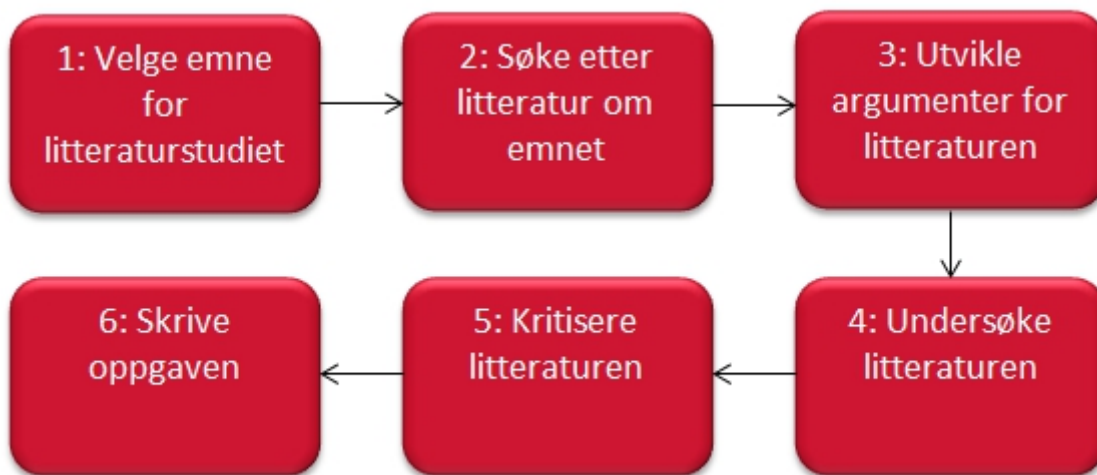 1: Velge emne
for
litteraturstudiet
2: Søke etter
litteratur om
emnet
3: Utvikle
argumenter for
litteraturen
4: Undersøke
litteraturen
5: Kritisere
litteraturen
6: Skrive
oppgaven